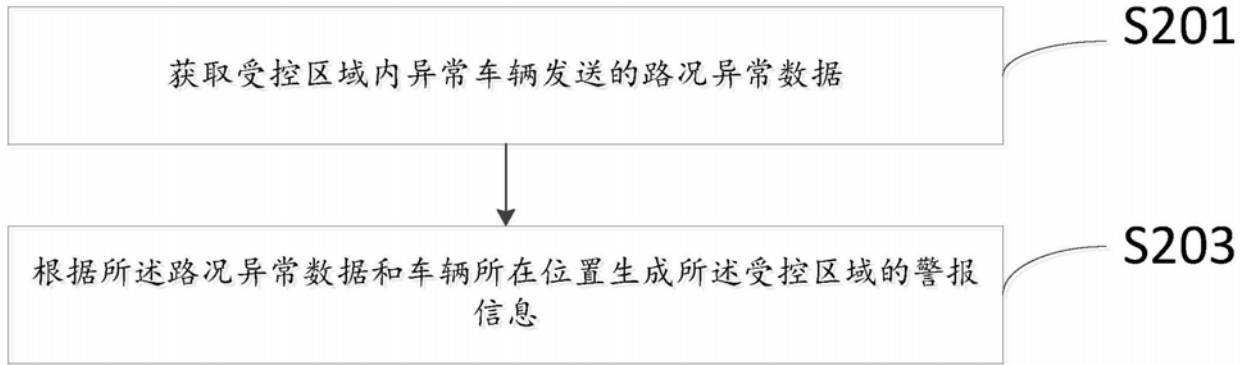 S201
获取受控区域内异常车辆发送的路况异常数据
S203
根据所述路况异常数据和车辆所在位置生成所述受控区域的警报
信息